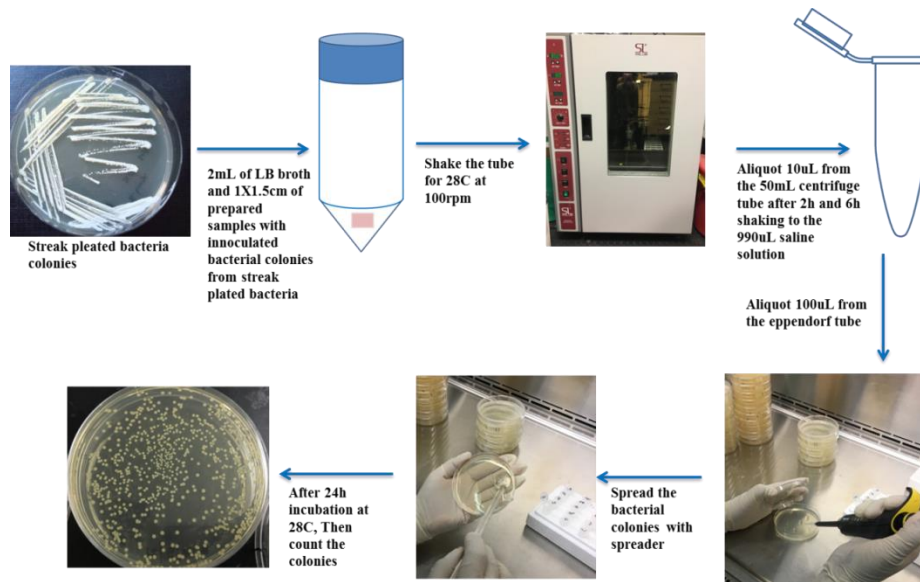 Streak pleated bacteria
colonies
2mL of LB broth
and 1X1.5cm of
prepared
samples with
innoculated
bacterial colonies
from streak
plated bacteria
Shake the tube
for 28C at
100rpm
Aliquot 10uL from
the 50mL centrifuge
tube after 2h and 6h
shaking to the
990uL saline
solution
Aliquot 100uL from
the eppendorf tube
Spread the
bacterial
colonies with
spreader
After 24h
incubation at
28C, Then
count the
colonies